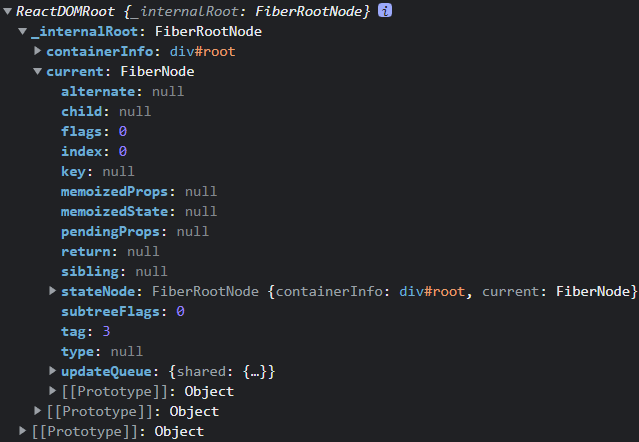 ReactDOMRoot {_internalRoot: FiberRootNode} i
_internalRoot: FiberRootNode
containerInfo: div#root
current: FiberNode
alternate: null
child: null
flags: 0
index: 0
key: null
memoizedProps: null
memoizedState: null
pendingProps: null
return: null
sibling: null
stateNode: FiberRootNode {containerInfo: div#root, current: FiberNode}
subtreeFlags: 0
tag: 3
type: null
updateQueue: {shared: {…}}
[[Prototype]]: Object
[[Prototype]]: Object
[[Prototype]]: Object